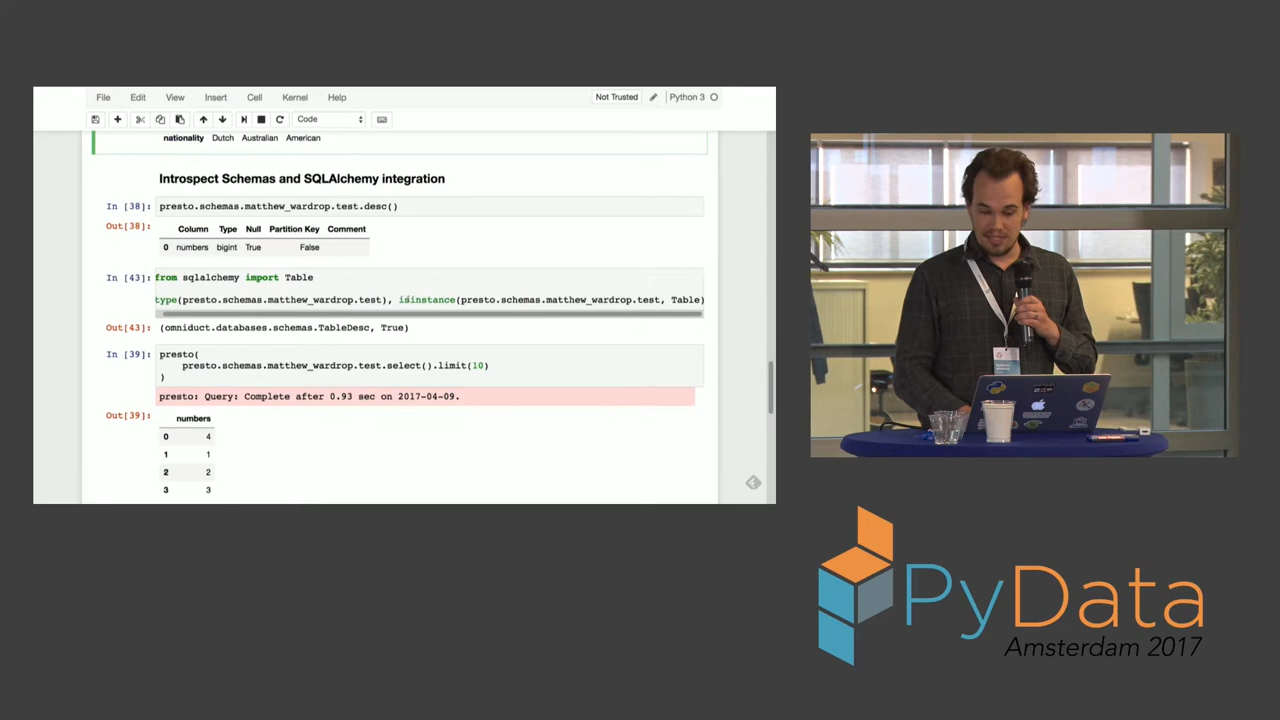 File Edit View Insert Cell Kernel Help Not Trusted Python 3
Code
nationality Dutch Australian American
Introspect Schemas and SQLAlchemy integration
In [38]: presto.schemas.matthew_wardrop.test.desc()
Out[38]:
Column Type Null Partition Key Comment
0 numbers bigint True False
In [43]: from sqlalchemy import Table
type(presto.schemas.matthew_wardrop.test), isinstance(presto.schemas.matthew_wardrop.test, Table)
Out[43]: (omniduct.databases.schemas.TableDesc, True)
In [39]: presto(
presto.schemas.matthew_wardrop.test.select().limit(10)
)
presto: Query: Complete after 0.93 sec on 2017-04-09.
Out[39]:
numbers
0 4
1 1
2 2
3 3
PyData
Amsterdam 2017